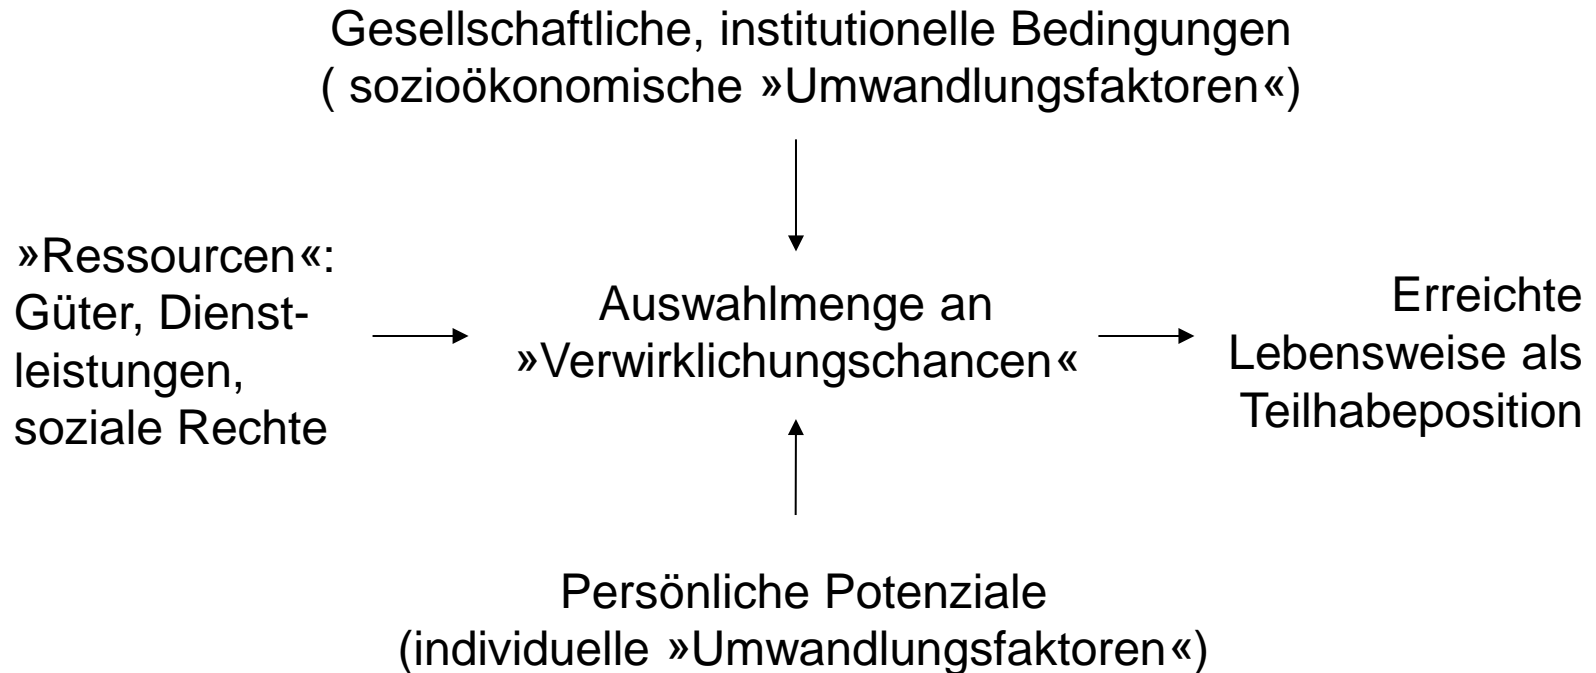 Gesellschaftliche, institutionelle Bedingungen
( sozioökonomische »Umwandlungsfaktoren«)
»Ressourcen«:
Güter, Dienst-
leistungen,
soziale Rechte
Auswahlmenge an
»Verwirklichungschancen«
Erreichte
Lebensweise als
Teilhabeposition
Persönliche Potenziale
(individuelle »Umwandlungsfaktoren«)